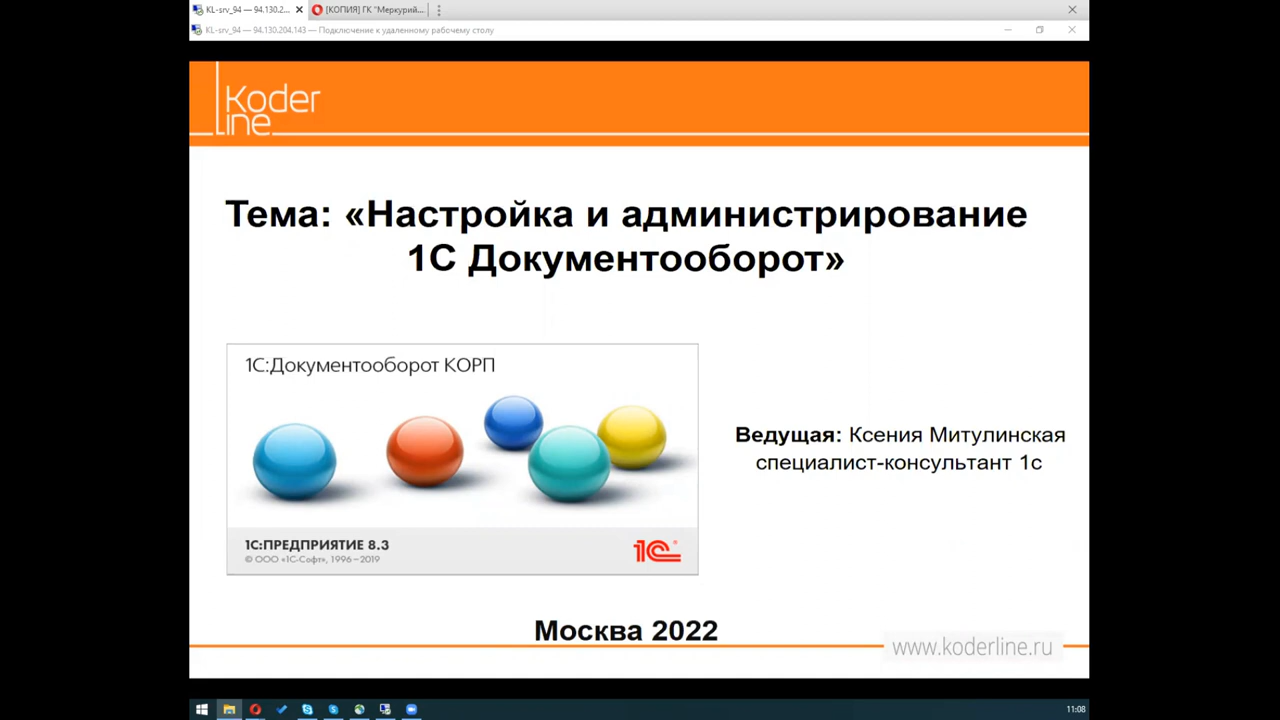 KL-srv_94 — 94.130.2...
[КОПИЯ] ГК "Меркурий...
KL-srv_94 — 94.130.204.143 — Подключение к удаленному рабочему столу
Koder
line
Тема: «Настройка и администрирование
1С Документооборот»
1С:Документооборот КОРП
Ведущая: Ксения Митулинская
специалист-консультант 1с
1С:ПРЕДПРИЯТИЕ 8.3
© ООО «1С-Софт», 1996–2019
1С®
Москва 2022
www.koderline.ru
11:08